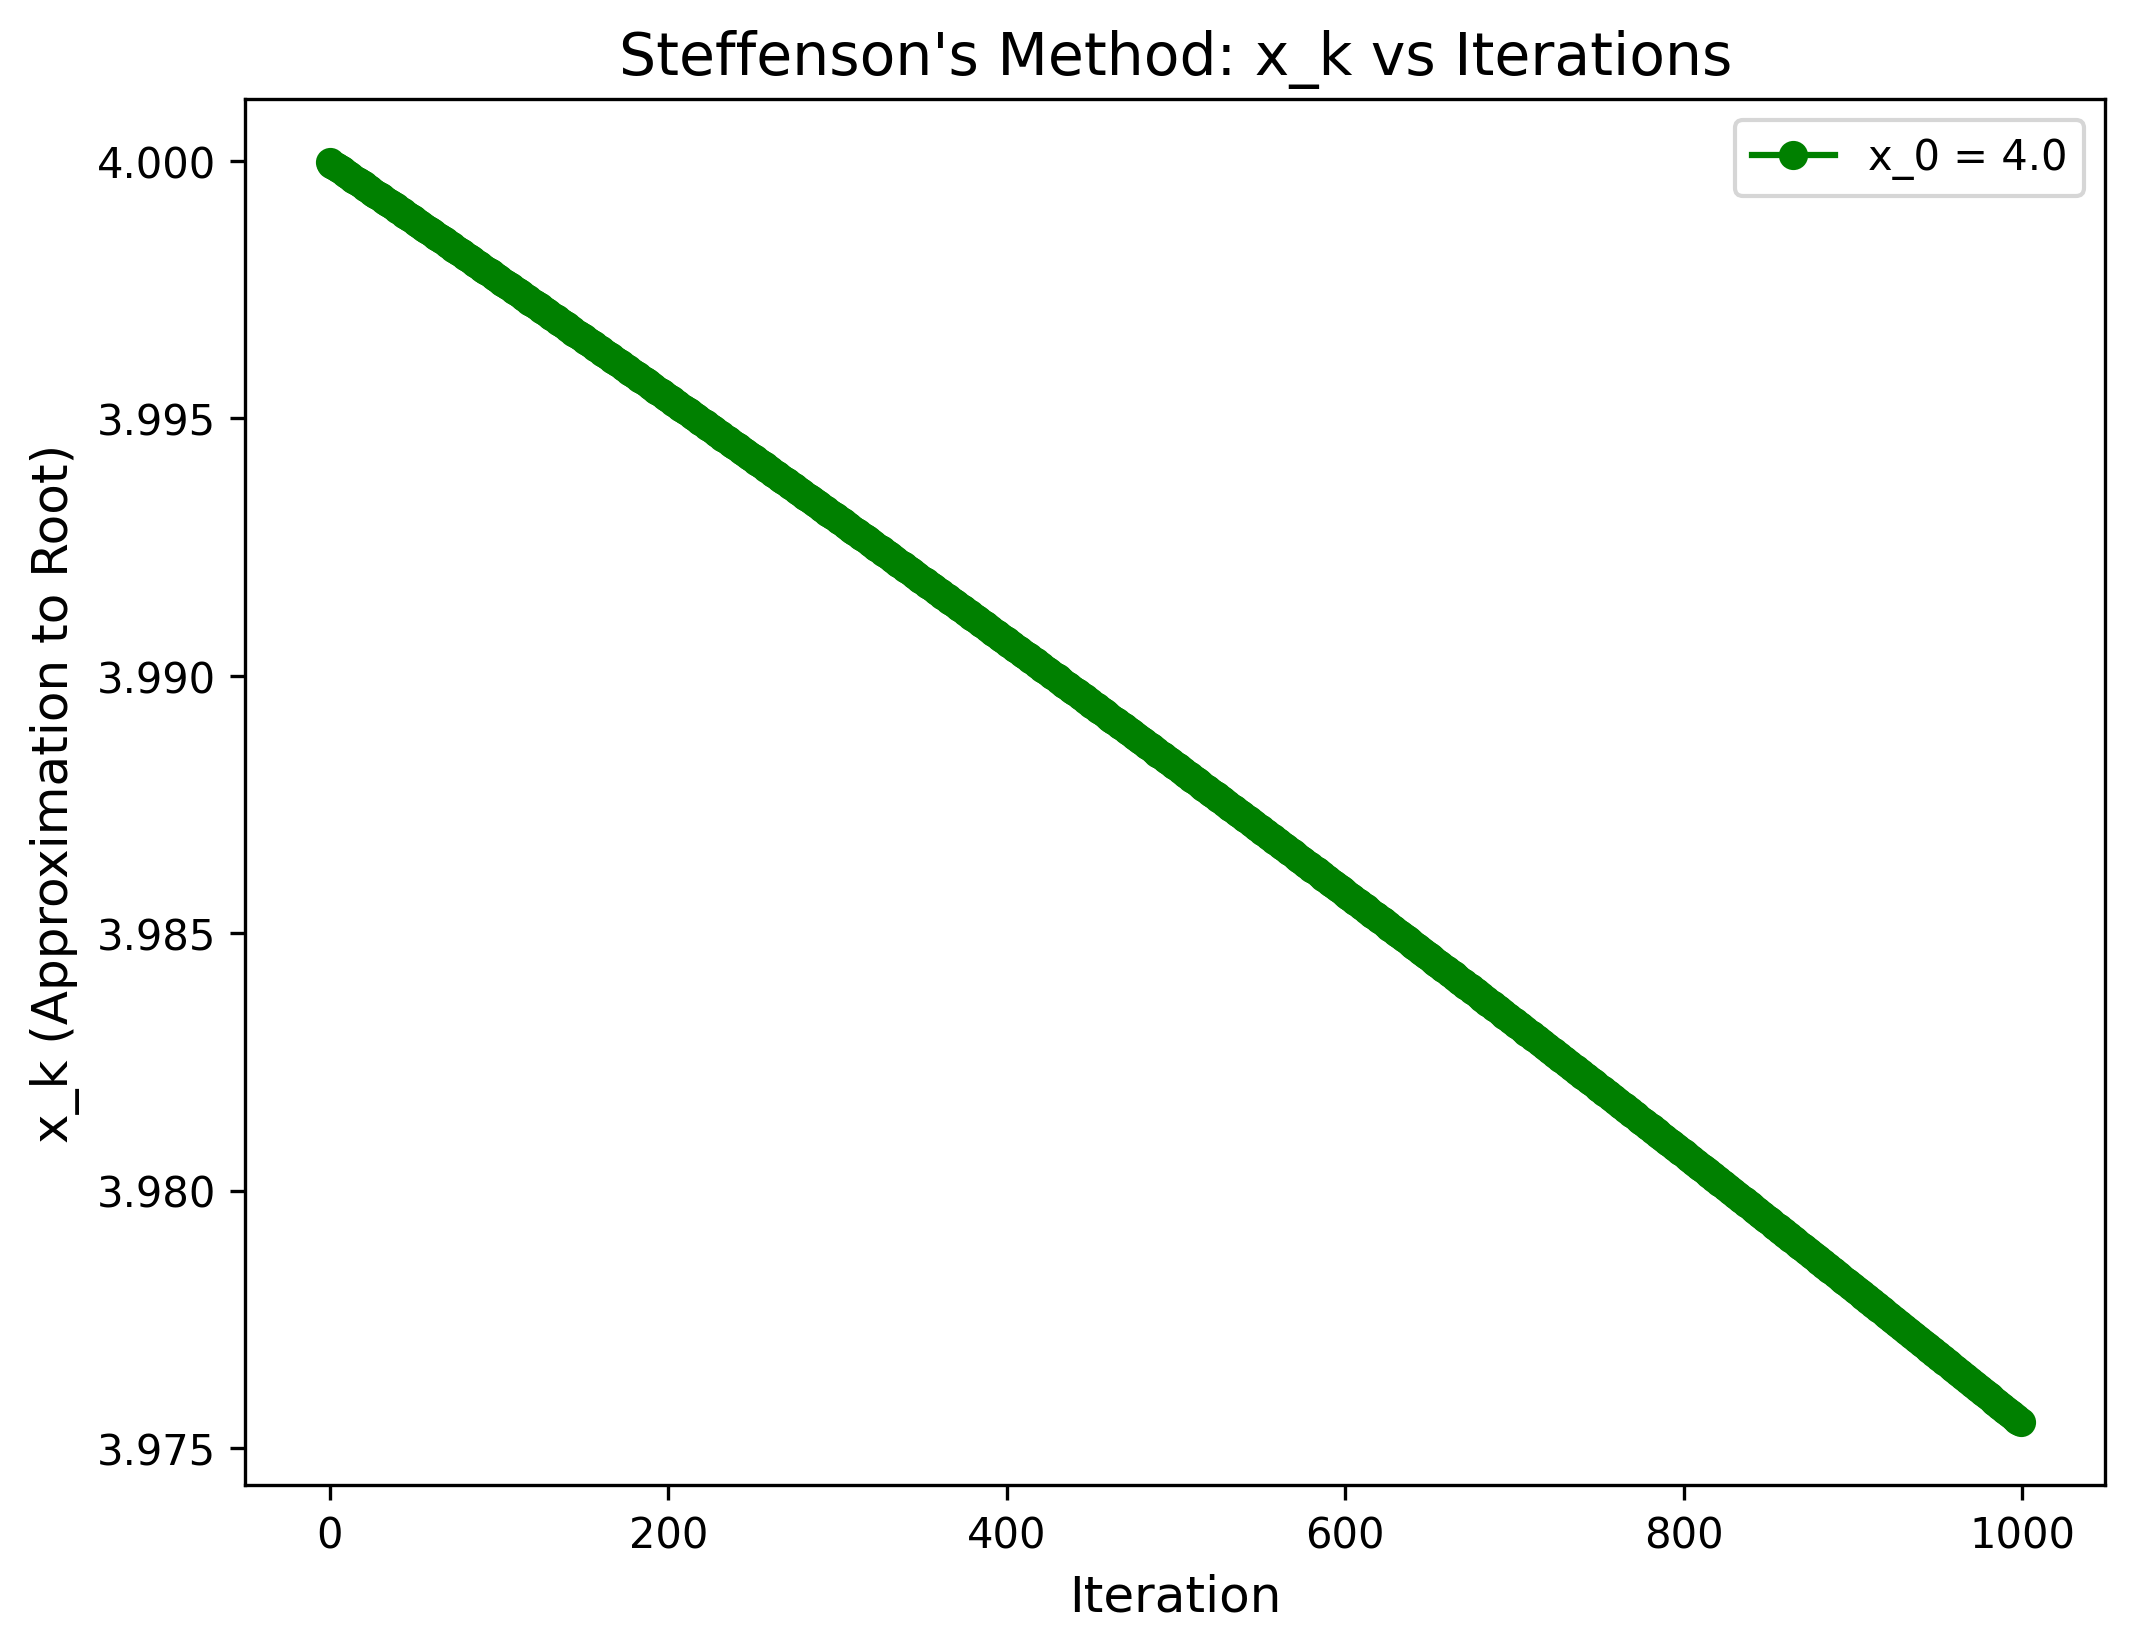 Steffenson's Method: x_k vs Iterations
x_0 = 4.0
x_k (Approximation to Root)
4.000
3.995
3.990
3.985
3.980
3.975
0 200 400 600 800 1000
Iteration